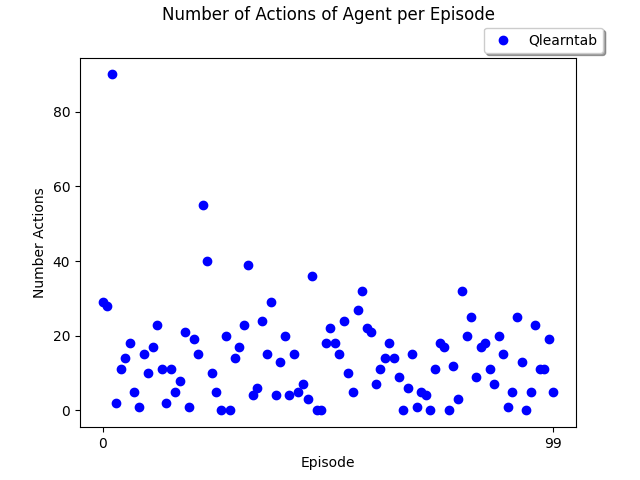 Number of Actions of Agent per Episode
Qlearntab
Number Actions
80
60
40
20
0
0 99
Episode